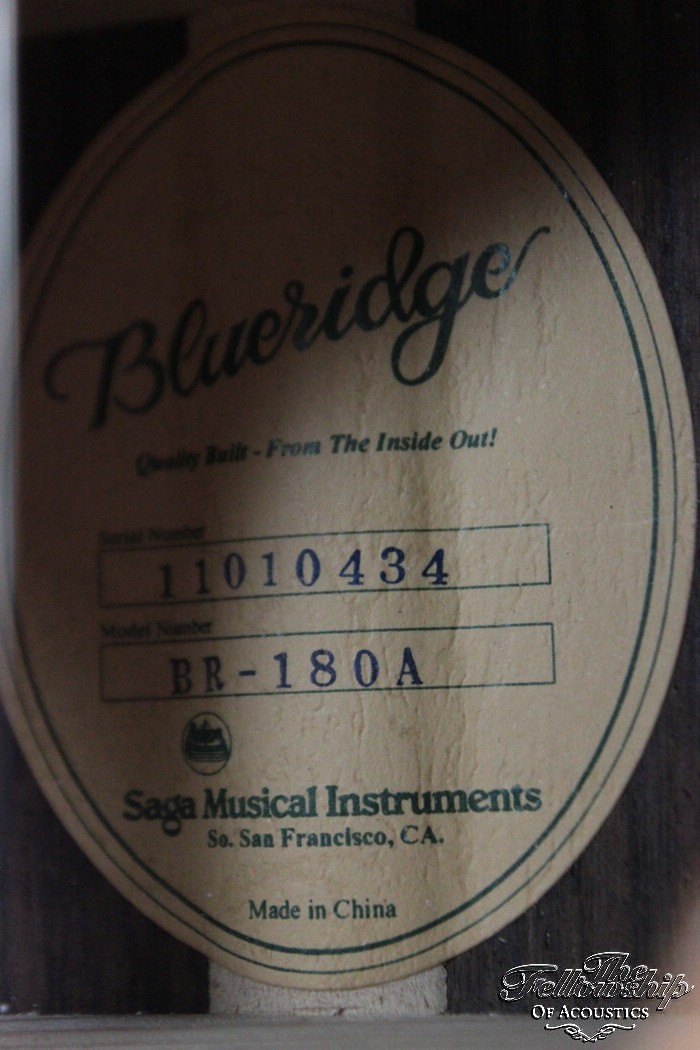 Blueridge
Quality Built - From The Inside Out!
Serial Number
11010434
Model Number
BR-180A
Saga Musical Instruments
So. San Francisco, CA.
Made in China
The
Fellowship
OF ACOUSTICS